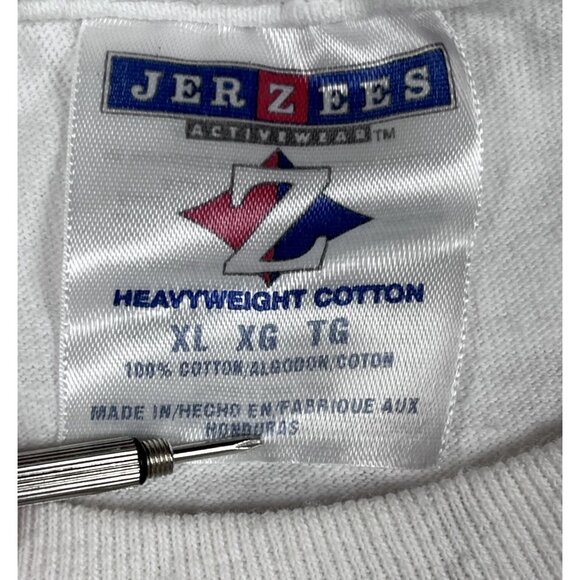 JERZEES
ACTIVEWEAR™
Z
HEAVYWEIGHT COTTON
XL XG TG
100% COTTON/ALGODON/COTON
MADE IN/HECHO EN/FABRIQUE AUX
HONDURAS